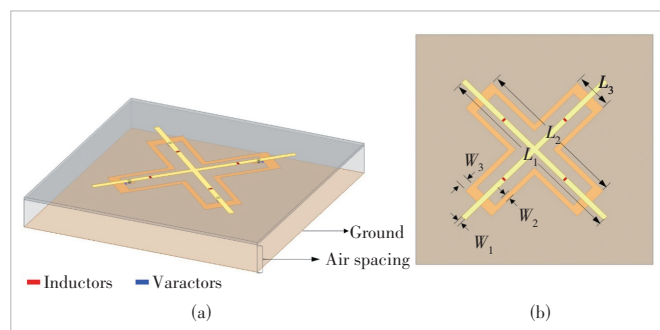 Ground
Air spacing
Inductors Varactors
(a)
L3
L2
L1
W3
W2
W1
(b)